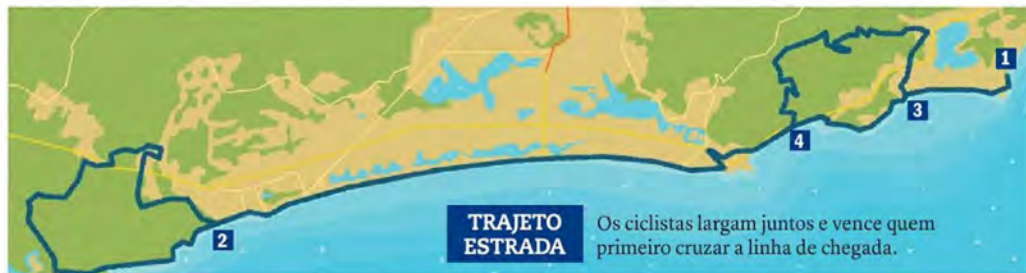 1
3
4
2
TRAJETO
ESTRADA
Os ciclistas largam juntos e vence quem
primeiro cruzar a linha de chegada.